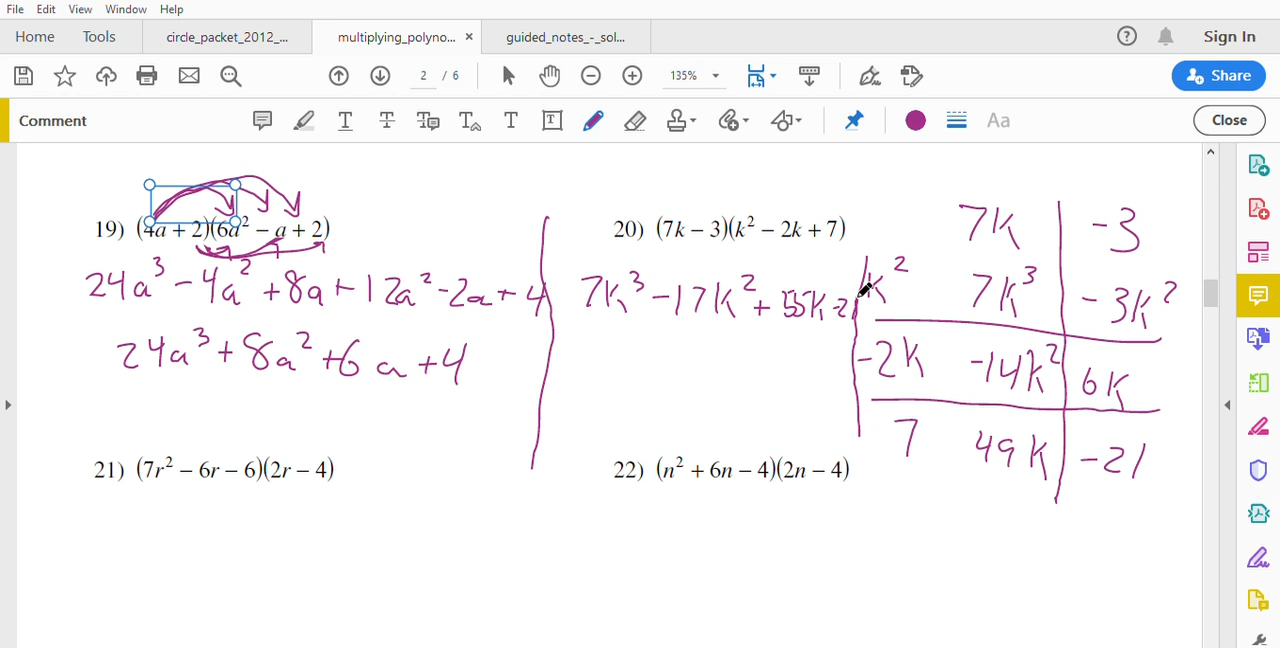 File Edit View Window Help
Home Tools circle_packet_2012_... multiplying_polyno... × guided_notes_-_sol... Sign In
2 / 6 135% Share
Comment Aa Close
19) (4a + 2)(6a² − a + 2)
24a³ − 4a² + 8a + 12a² − 2a + 4
24a³ + 8a² + 6a + 4
20) (7k − 3)(k² − 2k + 7)
7k³ − 17k² + 55k − 21
7k −3
k² 7k³ −3k²
−2k −14k² 6k
7 49k −21
21) (7r² − 6r − 6)(2r − 4)
22) (n² + 6n − 4)(2n − 4)